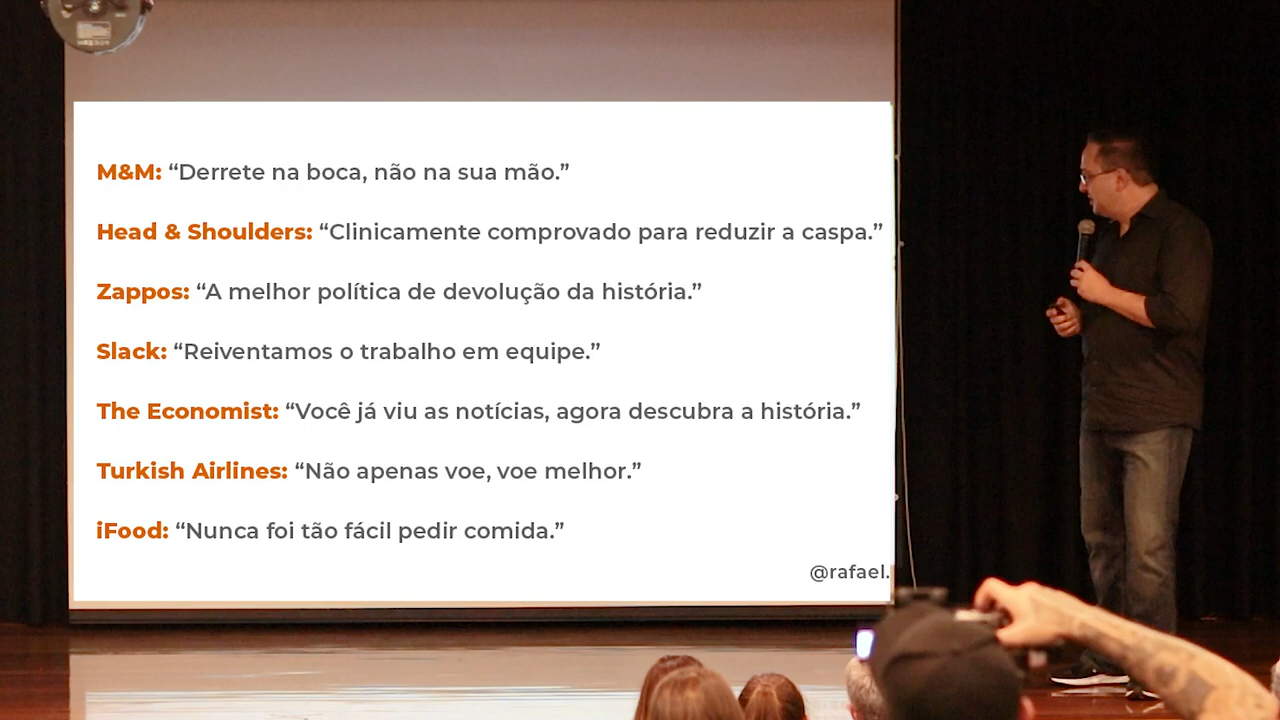 M&M: “Derrete na boca, não na sua mão.”
Head & Shoulders: “Clinicamente comprovado para reduzir a caspa.”
Zappos: “A melhor política de devolução da história.”
Slack: “Reiventamos o trabalho em equipe.”
The Economist: “Você já viu as notícias, agora descubra a história.”
Turkish Airlines: “Não apenas voe, voe melhor.”
iFood: “Nunca foi tão fácil pedir comida.”
@rafael.